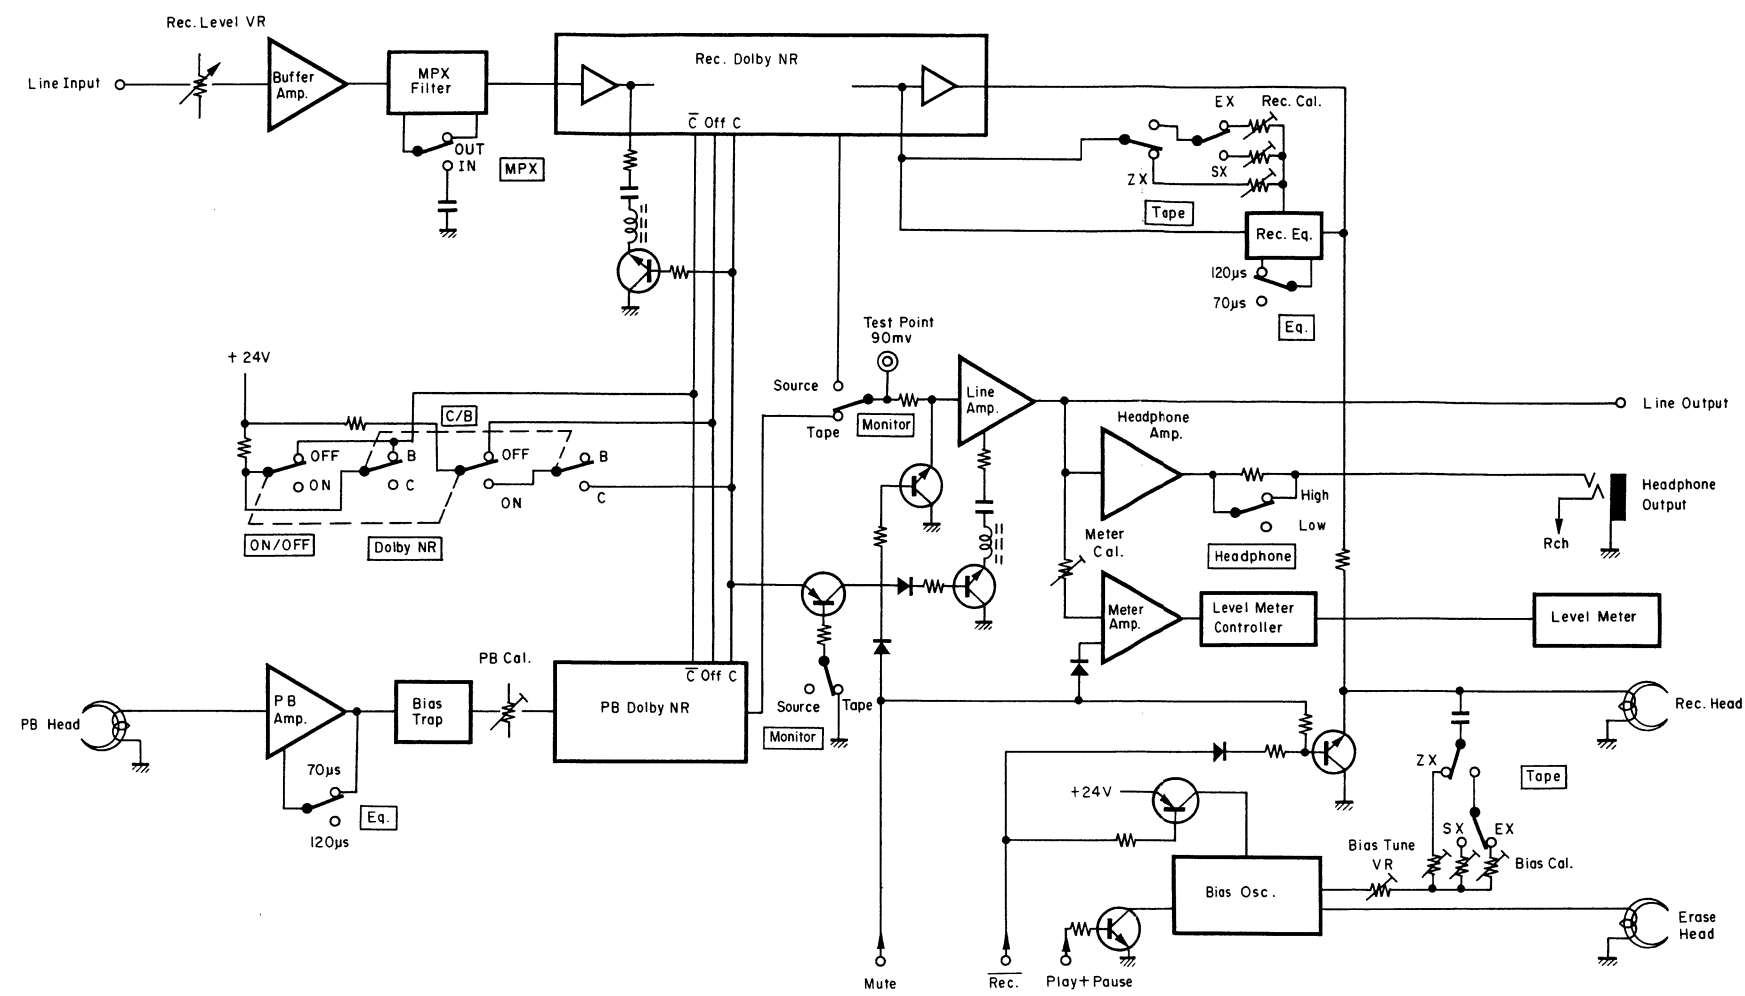 Rec. Level VR
Line Input
Buffer
Amp.
MPX
Filter
OUT
IN
MPX
Rec. Dolby NR
C Off C
EX Rec. Cal.
SX
ZX
Tape
Rec. Eq.
120μs
70μs
Eq.
+ 24V
C/B
OFF
ON
B
C
OFF
ON
B
C
ON/OFF
Dolby NR
Test Point
90mv
Source
Tape
Monitor
Line
Amp.
Line Output
Headphone
Amp.
High
Low
Headphone
Headphone
Output
Rch
Meter
Cal.
Meter
Amp.
Level Meter
Controller
Level Meter
PB Head
PB
Amp.
70μs
120μs
Eq.
Bias
Trap
PB Cal.
C Off C
PB Dolby NR
Source
Tape
Monitor
Rec. Head
ZX
Tape
SX
EX
Bias Tune
VR
Bias Cal.
+24V
Bias Osc.
Erase
Head
Mute
Rec.
Play+Pause